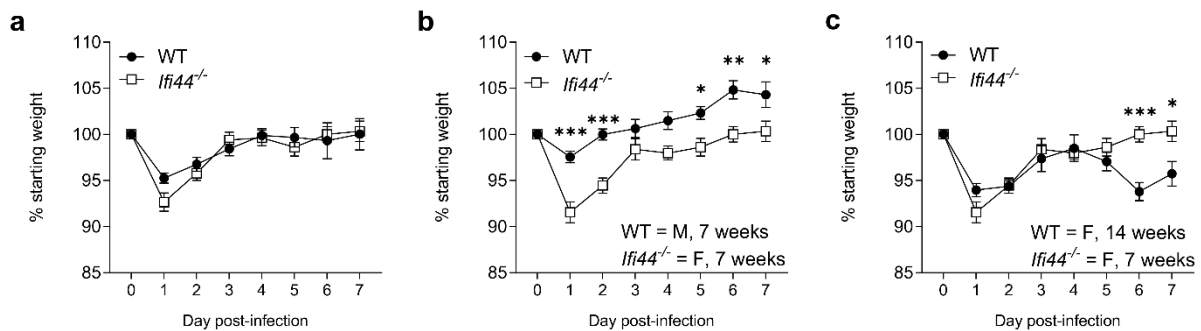 a
110
105
100
95
90
85
% starting weight
WT
Ifi44-/-
0 1 2 3 4 5 6 7
Day post-infection
b
110
105
100
95
90
85
% starting weight
WT
Ifi44-/-
*** *** * ** *
WT = M, 7 weeks
Ifi44-/- = F, 7 weeks
0 1 2 3 4 5 6 7
Day post-infection
c
110
105
100
95
90
85
% starting weight
WT
Ifi44-/-
*** *
WT = F, 14 weeks
Ifi44-/- = F, 7 weeks
0 1 2 3 4 5 6 7
Day post-infection